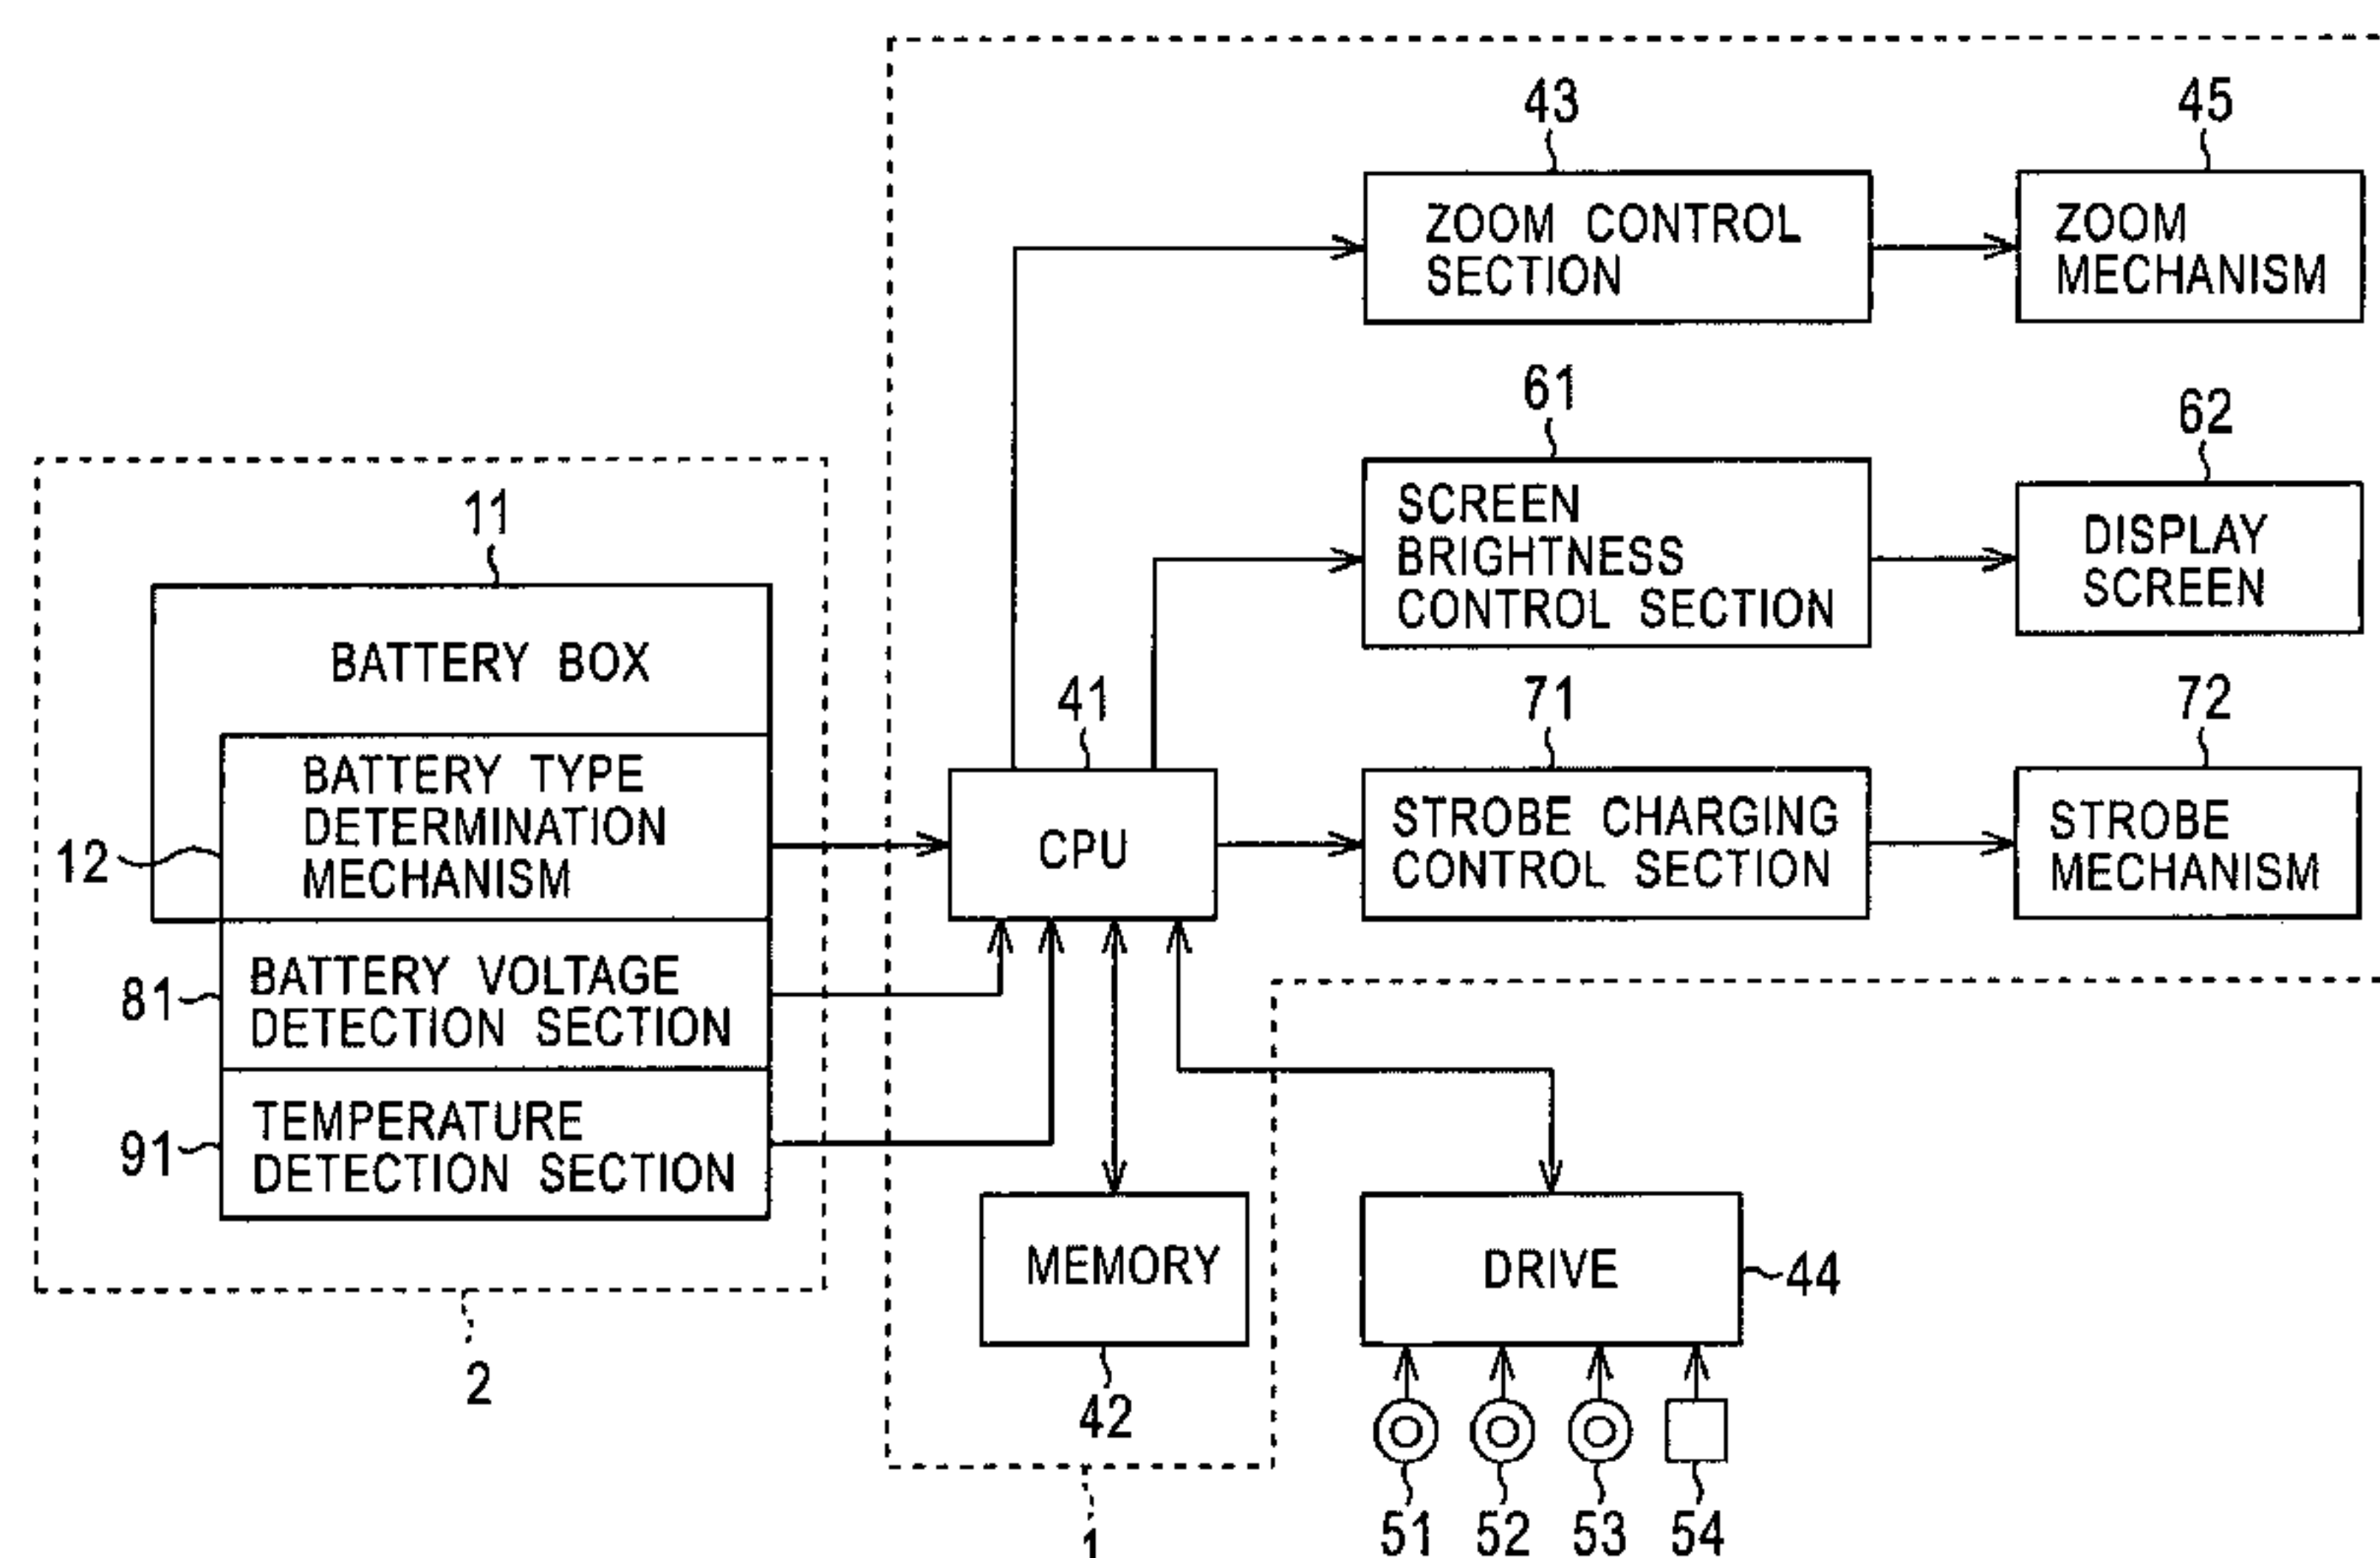 43
45
ZOOM CONTROL
SECTION
ZOOM
MECHANISM
61
62
SCREEN
BRIGHTNESS
CONTROL SECTION
DISPLAY
SCREEN
11
BATTERY BOX
41
71
72
12
BATTERY TYPE
DETERMINATION
MECHANISM
CPU
STROBE CHARGING
CONTROL SECTION
STROBE
MECHANISM
81
BATTERY VOLTAGE
DETECTION SECTION
91
TEMPERATURE
DETECTION SECTION
MEMORY
DRIVE
44
2
42
1
51 52 53 54